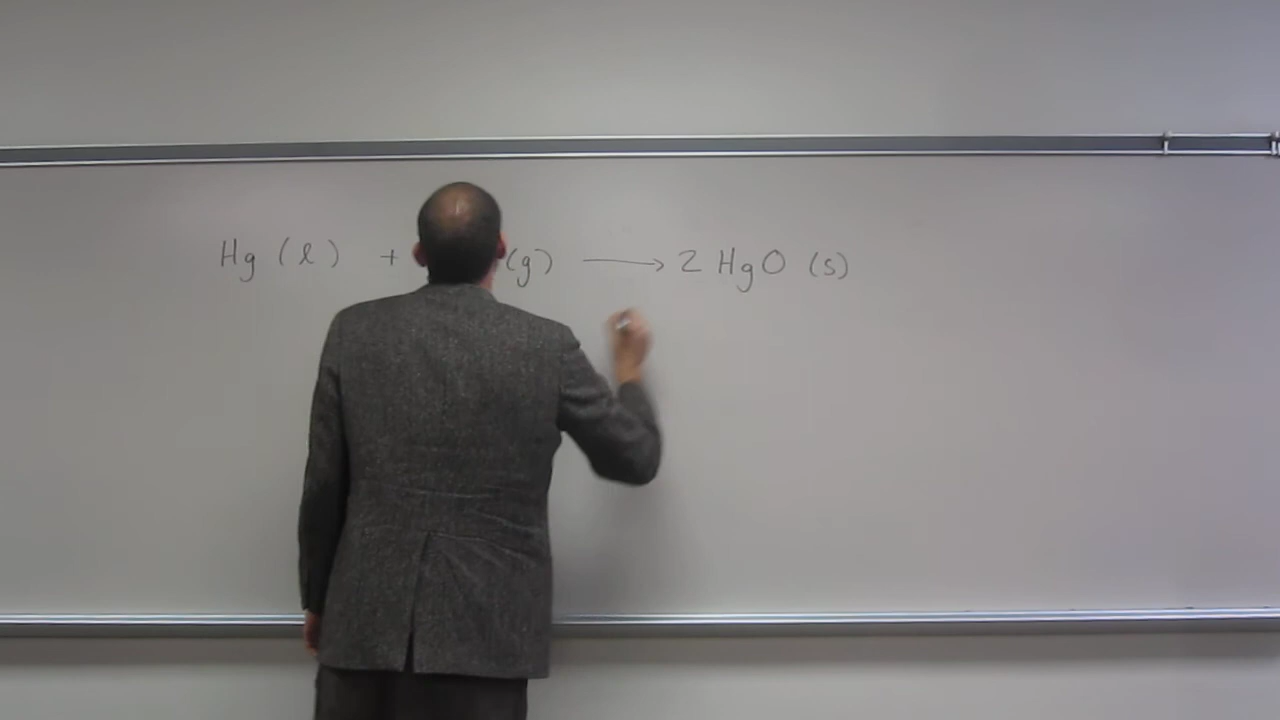 Hg (l) + (g) → 2 HgO (s)